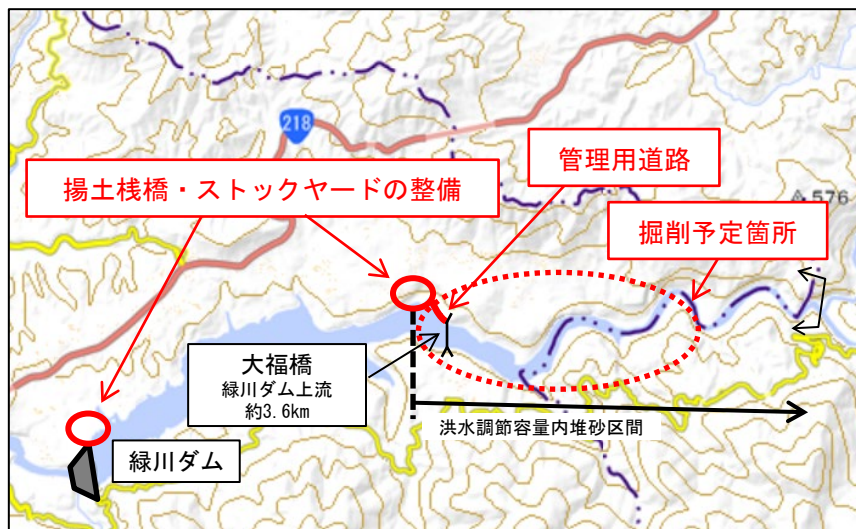 218
管理用道路
揚土桟橋・ストックヤードの整備
576
掘削予定箇所
大福橋
緑川ダム上流
約3.6km
洪水調節容量内堆砂区間
緑川ダム